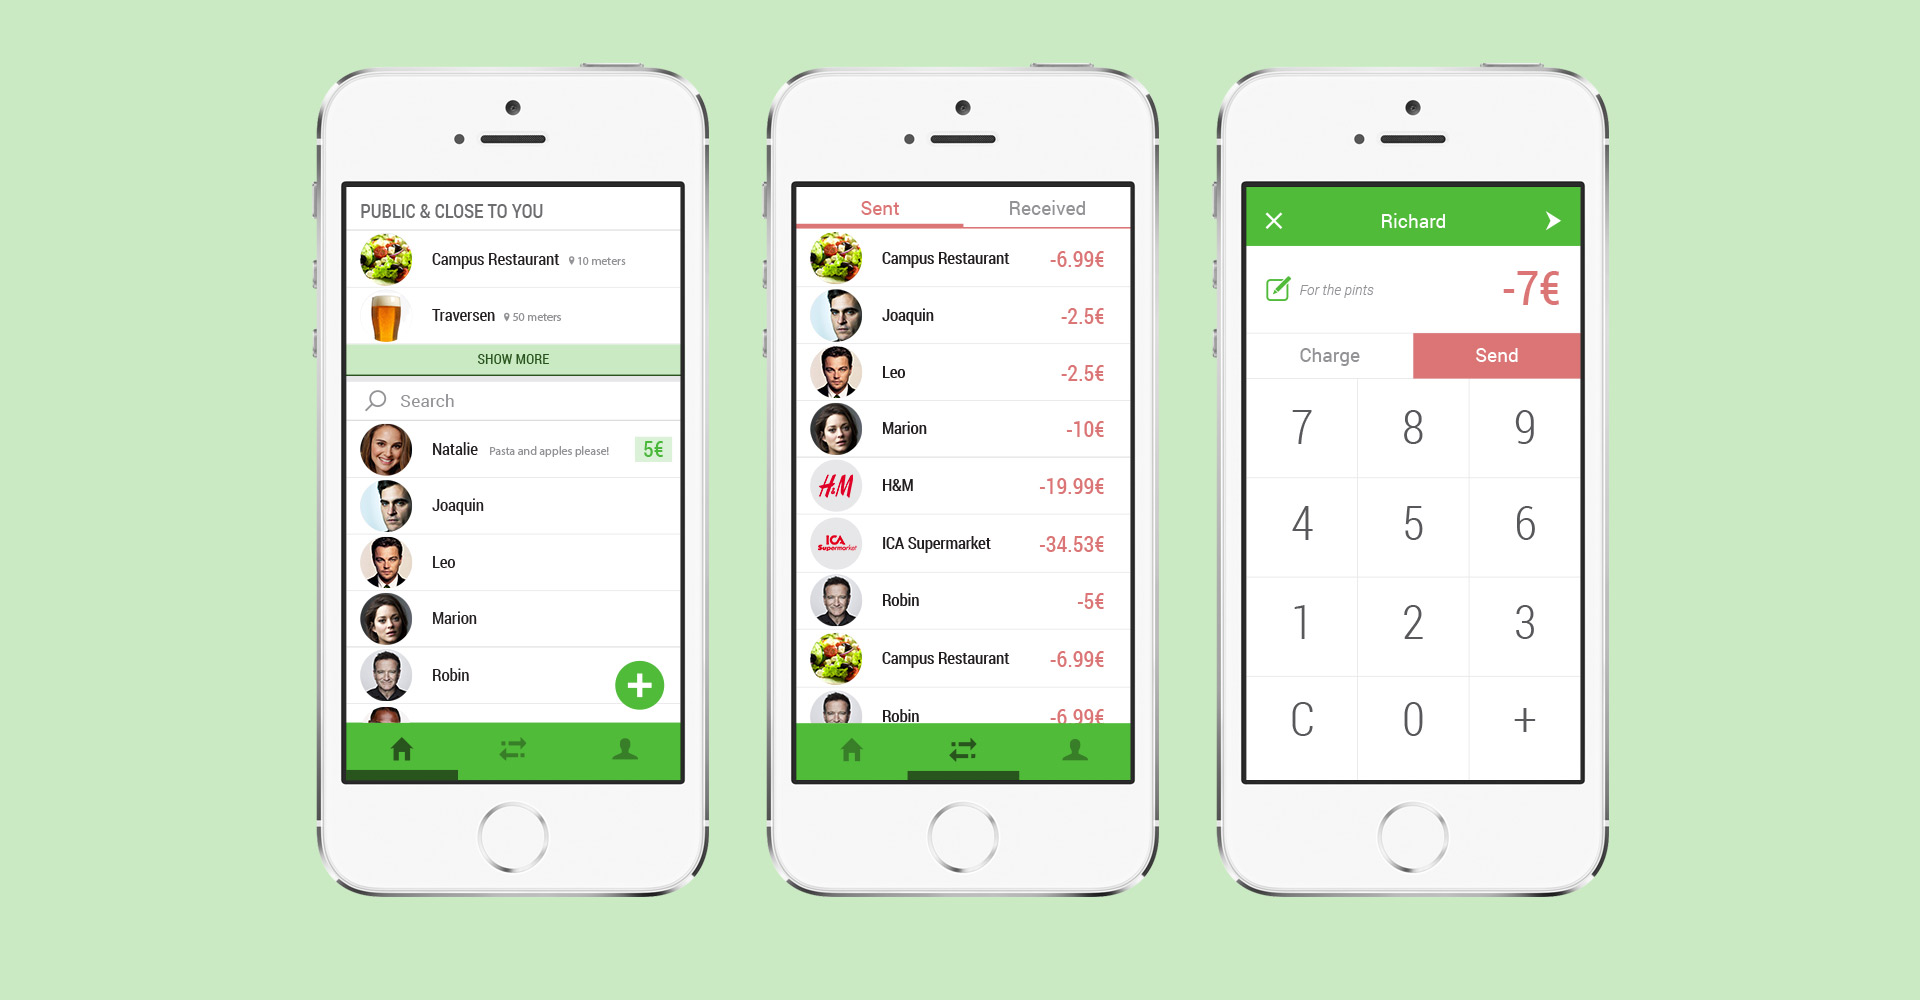 PUBLIC & CLOSE TO YOU
Campus Restaurant 10 meters
Traversen 50 meters
SHOW MORE
Search
Natalie Pasta and apples please! 5€
Joaquin
Leo
Marion
Robin
Sent Received
Campus Restaurant -6.99€
Joaquin -2.5€
Leo -2.5€
Marion -10€
H&M H&M -19.99€
ICA Supermarket ICA Supermarket -34.53€
Robin -5€
Campus Restaurant -6.99€
Robin -6.99€
Richard
For the pints -7€
Charge Send
7 8 9
4 5 6
1 2 3
C 0 +